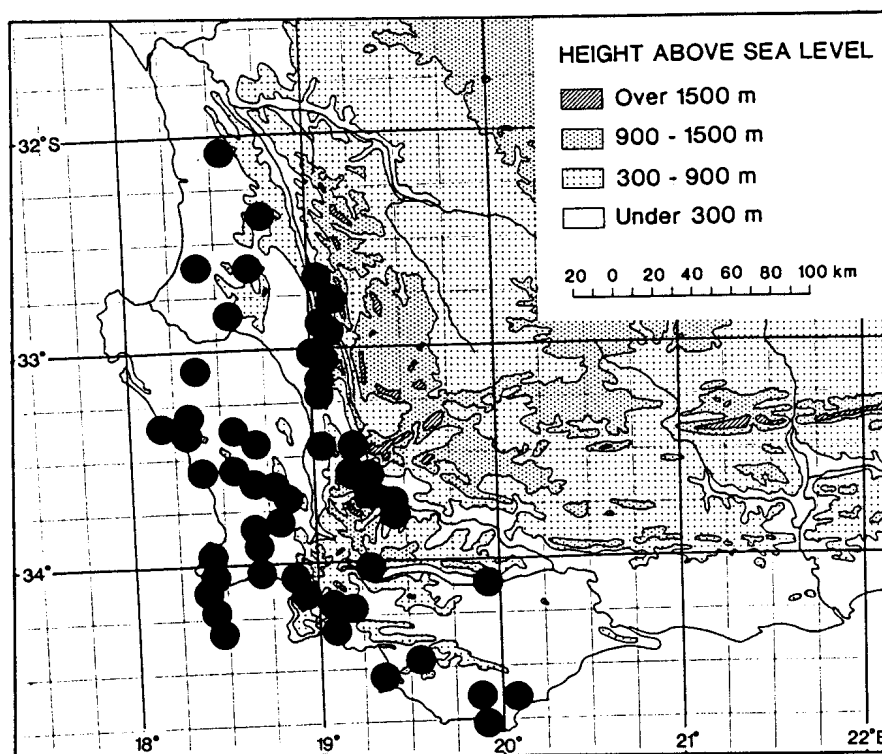 HEIGHT ABOVE SEA LEVEL
Over 1500 m
900 - 1500 m
300 - 900 m
Under 300 m
20 0 20 40 60 80 100 km
32°S
33°
34°
18° 19° 20° 21° 22°E